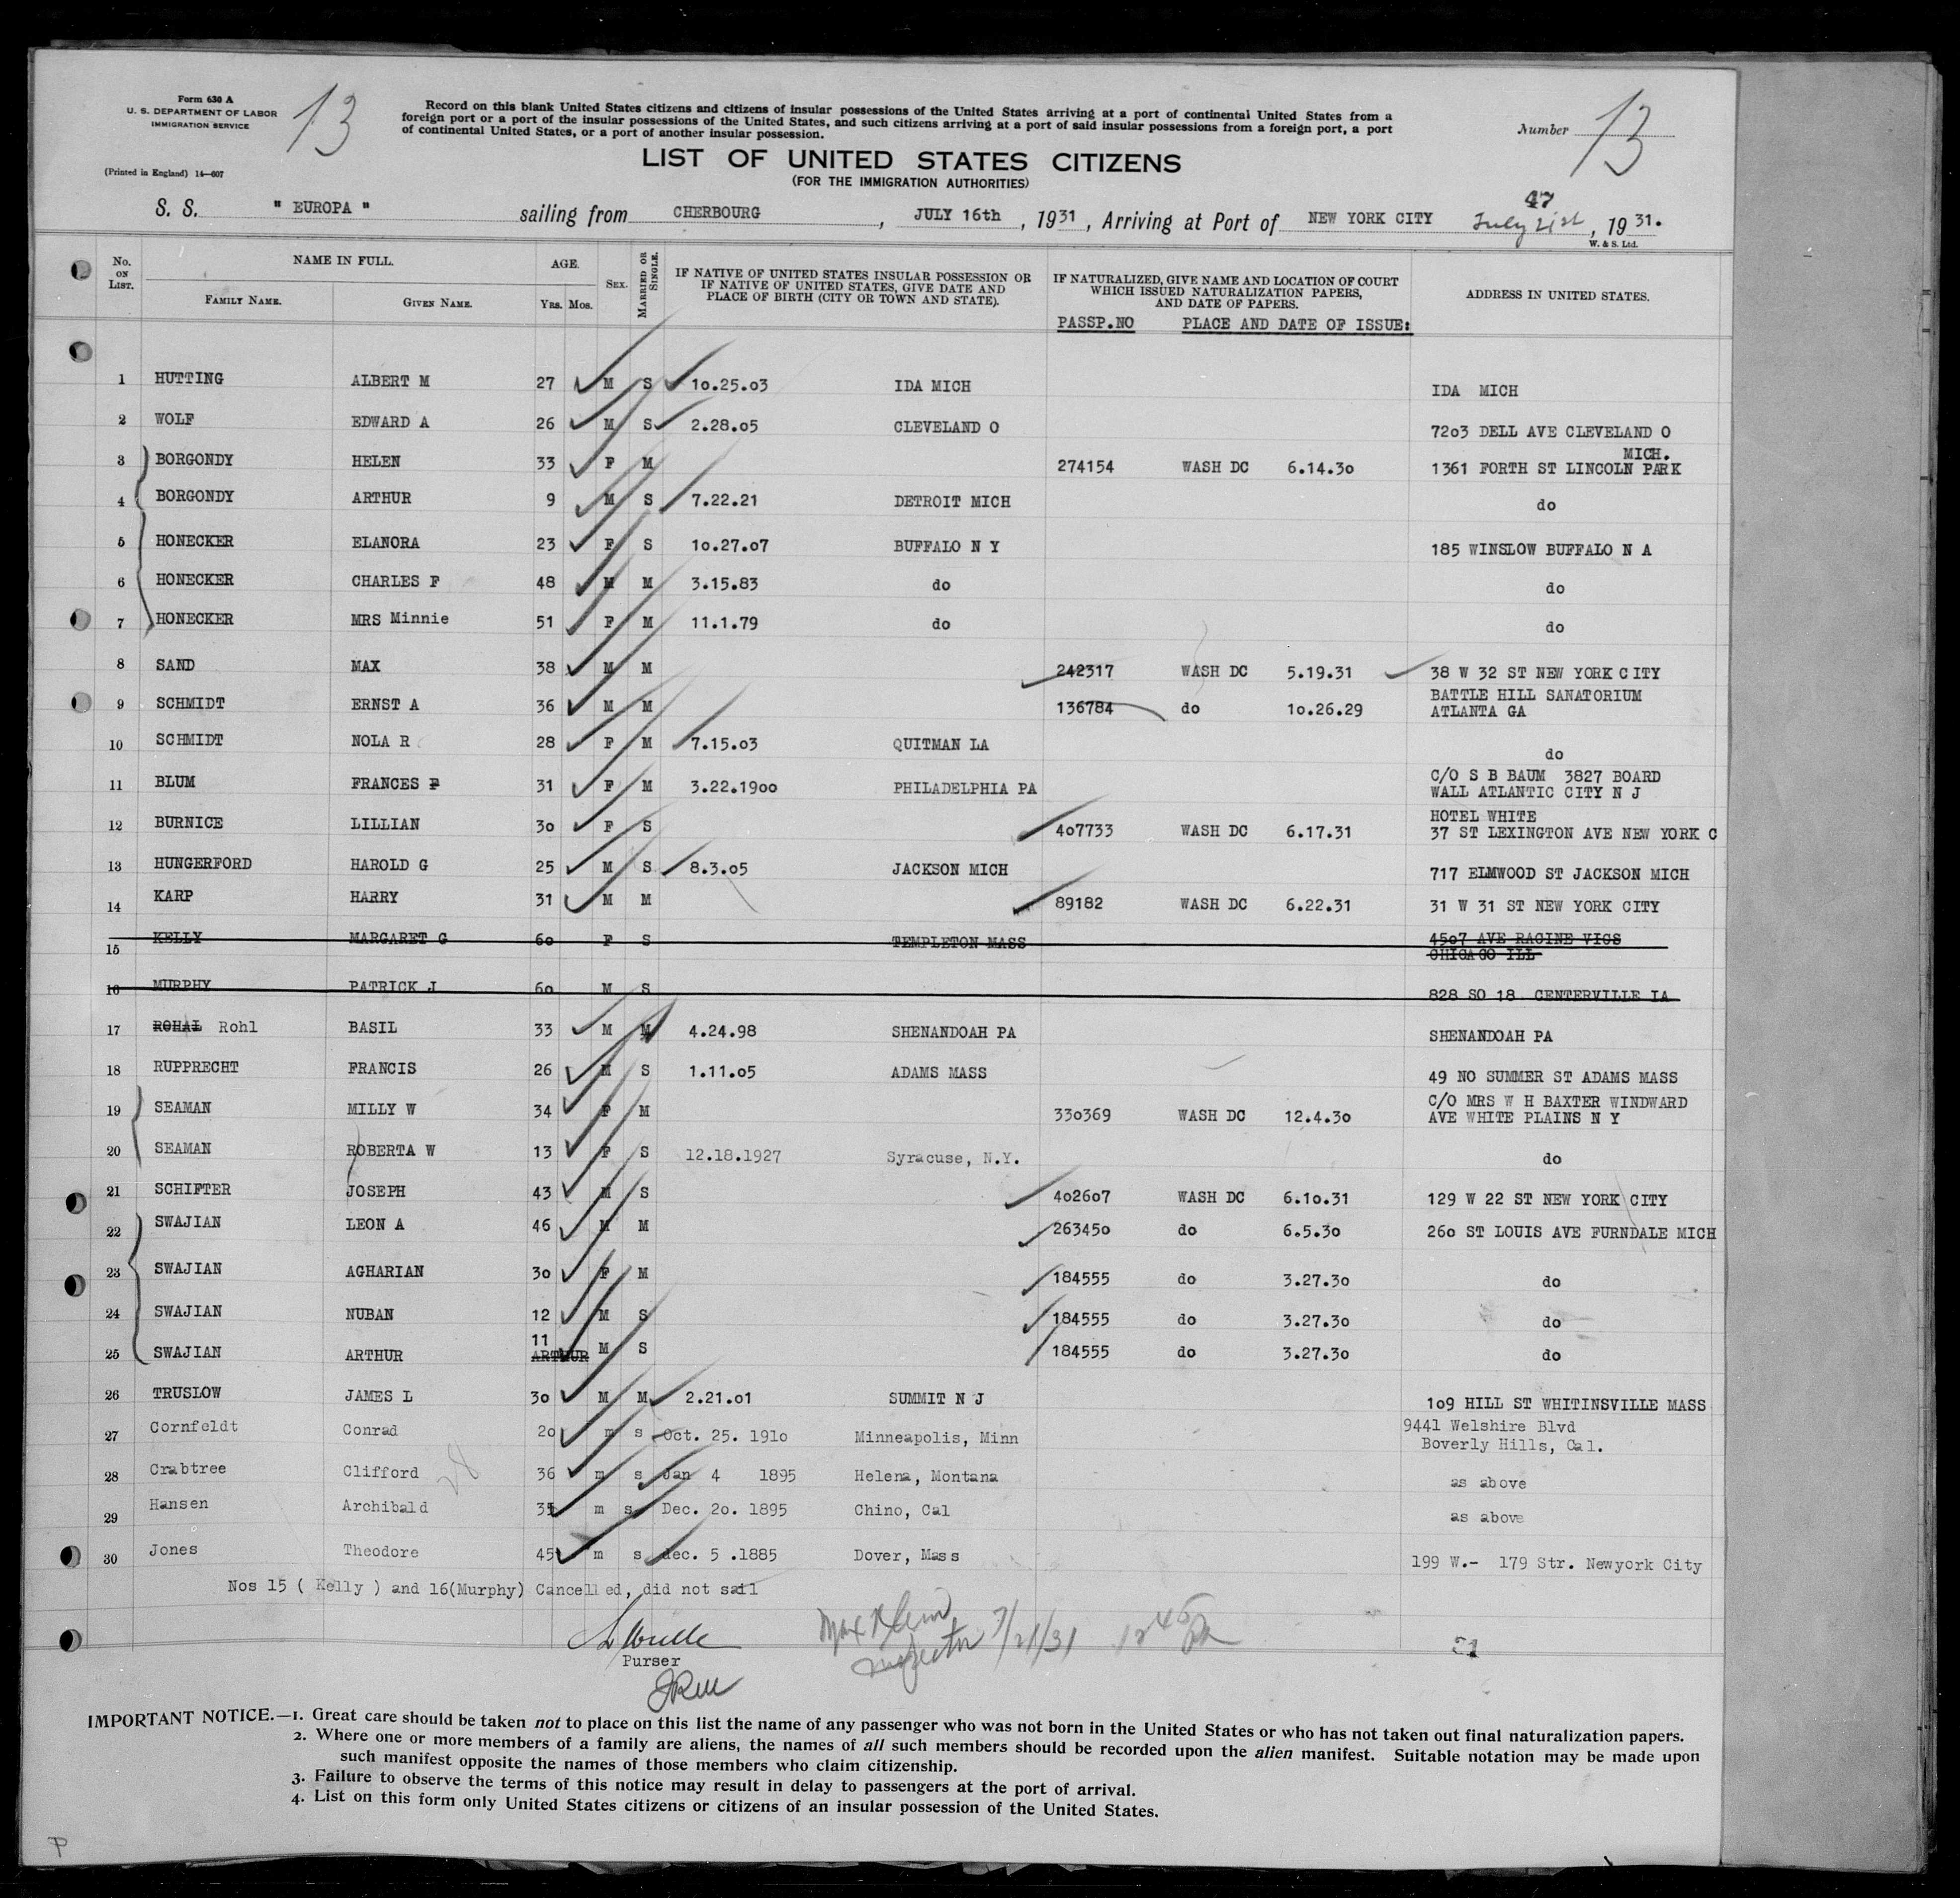 Form 630 A
U. S. DEPARTMENT OF LABOR
IMMIGRATION SERVICE
(Printed in England) 14—607
13
Record on this blank United States citizens and citizens of insular possessions of the United States arriving at a port of continental United States from a
foreign port or a port of the insular possessions of the United States, and such citizens arriving at a port of said insular possessions from a foreign port, a port
of continental United States, or a port of another insular possession.
Number 13
LIST OF UNITED STATES CITIZENS
(FOR THE IMMIGRATION AUTHORITIES)
47
S. S. " EUROPA " sailing from CHERBOURG , JULY 16th , 1931 , Arriving at Port of NEW YORK CITY July 21st , 1931.
W. & S. Ltd.
No. ON LIST. NAME IN FULL. FAMILY NAME. GIVEN NAME. AGE. YRS. MOS. SEX. MARRIED OR SINGLE. IF NATIVE OF UNITED STATES INSULAR POSSESSION OR IF NATIVE OF UNITED STATES, GIVE DATE AND PLACE OF BIRTH (CITY OR TOWN AND STATE). IF NATURALIZED, GIVE NAME AND LOCATION OF COURT WHICH ISSUED NATURALIZATION PAPERS, AND DATE OF PAPERS. ADDRESS IN UNITED STATES.
PASSP.NO PLACE AND DATE OF ISSUE:
1 HUTTING ALBERT M 27 M S 10.25.03 IDA MICH IDA MICH
2 WOLF EDWARD A 26 M S 2.28.05 CLEVELAND O 7203 DELL AVE CLEVELAND O
MICH.
3 BORGONDY HELEN 33 F M 274154 WASH DC 6.14.30 1361 FORTH ST LINCOLN PARK
4 BORGONDY ARTHUR 9 M S 7.22.21 DETROIT MICH do
5 HONECKER ELANORA 23 F S 10.27.07 BUFFALO N Y 185 WINSLOW BUFFALO N A
6 HONECKER CHARLES F 48 M M 3.15.83 do do
7 HONECKER MRS Minnie 51 F M 11.1.79 do do
8 SAND MAX 38 M M 242317 WASH DC 5.19.31 38 W 32 ST NEW YORK CITY
9 SCHMIDT ERNST A 36 M M 136784 do 10.26.29 BATTLE HILL SANATORIUM
ATLANTA GA
10 SCHMIDT NOLA R 28 F M 7.15.03 QUITMAN LA do
11 BLUM FRANCES F 31 F M 3.22.1900 PHILADELPHIA PA C/O S B BAUM 3827 BOARD
WALL ATLANTIC CITY N J
12 BURNICE LILLIAN 30 F S 407733 WASH DC 6.17.31 HOTEL WHITE
37 ST LEXINGTON AVE NEW YORK C
13 HUNGERFORD HAROLD G 25 M S 8.3.05 JACKSON MICH 717 ELMWOOD ST JACKSON MICH
14 KARP HARRY 31 M M 89182 WASH DC 6.22.31 31 W 31 ST NEW YORK CITY
15 KELLY MARGARET G 60 F S TEMPLETON MASS 4507 AVE RACINE VIGS
CHICAGO ILL
16 MURPHY PATRICK J 60 M S 828 SO 18 CENTERVILLE IA
17 ROHAL Rohl BASIL 33 M M 4.24.98 SHENANDOAH PA SHENANDOAH PA
18 RUPPRECHT FRANCIS 26 M S 1.11.05 ADAMS MASS 49 NO SUMMER ST ADAMS MASS
19 SEAMAN MILLY W 34 F M 330369 WASH DC 12.4.30 C/O MRS W H BAXTER WINDWARD
AVE WHITE PLAINS N Y
20 SEAMAN ROBERTA W 13 F S 12.18.1927 Syracuse, N.Y. do
21 SCHIFTER JOSEPH 43 M S 402607 WASH DC 6.10.31 129 W 22 ST NEW YORK CITY
22 SWAJIAN LEON A 46 M M 263450 do 6.5.30 260 ST LOUIS AVE FURNDALE MICH
23 SWAJIAN AGHARIAN 30 F M 184555 do 3.27.30 do
24 SWAJIAN NUBAN 12 M S 184555 do 3.27.30 do
11
25 SWAJIAN ARTHUR ARTHUR M S 184555 do 3.27.30 do
26 TRUSLOW JAMES L 30 M M 2.21.01 SUMMIT N J 109 HILL ST WHITINSVILLE MASS
27 Cornfeldt Conrad 20 m s Oct. 25. 1910 Minneapolis, Minn 9441 Welshire Blvd
Boverly Hills, Cal.
28 Crabtree Clifford 36 m s Jan 4 1895 Helena, Montana as above
28
29 Hansen Archibald 35 m s Dec. 20. 1895 Chino, Cal as above
30 Jones Theodore 45 m s dec. 5 .1885 Dover, Mass 199 W.- 179 Str. Newyork City
Nos 15 ( Kelly ) and 16(Murphy) Cancelled, did not sail
Max Klein
Inspector 7/21/31 12 45
Purser
IMPORTANT NOTICE.—1. Great care should be taken not to place on this list the name of any passenger who was not born in the United States or who has not taken out final naturalization papers.
2. Where one or more members of a family are aliens, the names of all such members should be recorded upon the alien manifest. Suitable notation may be made upon
such manifest opposite the names of those members who claim citizenship.
3. Failure to observe the terms of this notice may result in delay to passengers at the port of arrival.
4. List on this form only United States citizens or citizens of an insular possession of the United States.
P